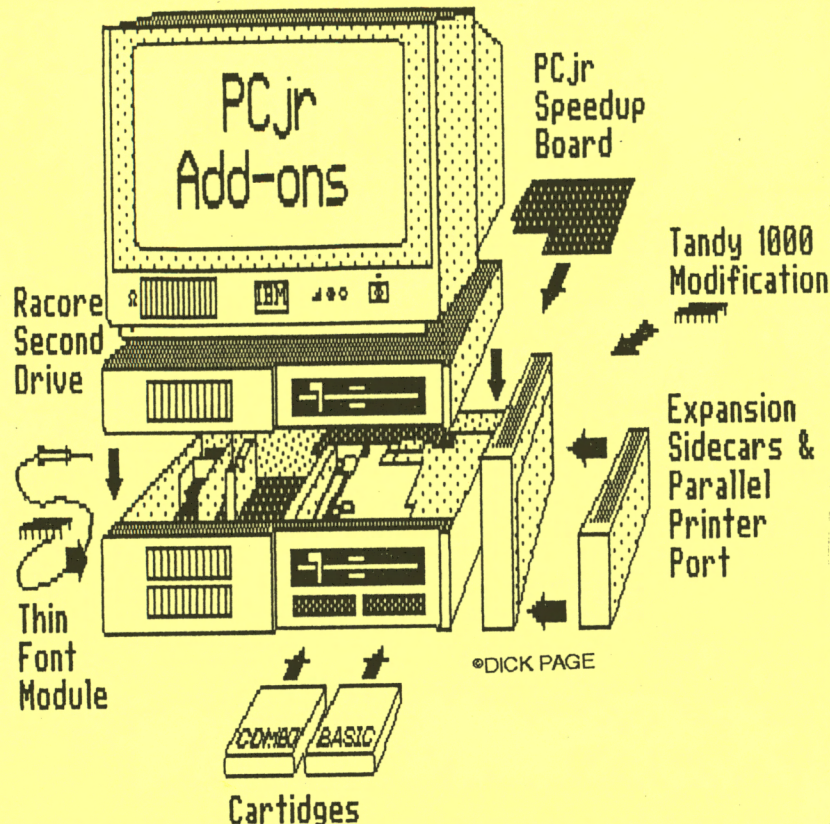 PCjr
Add-ons
PCjr
Speedup
Board
Tandy 1000
Modification
Ω
IBM
Racore
Second
Drive
Expansion
Sidecars &
Parallel
Printer
Port
Thin
Font
Module
©DICK PAGE
COMBO
BASIC
Cartidges